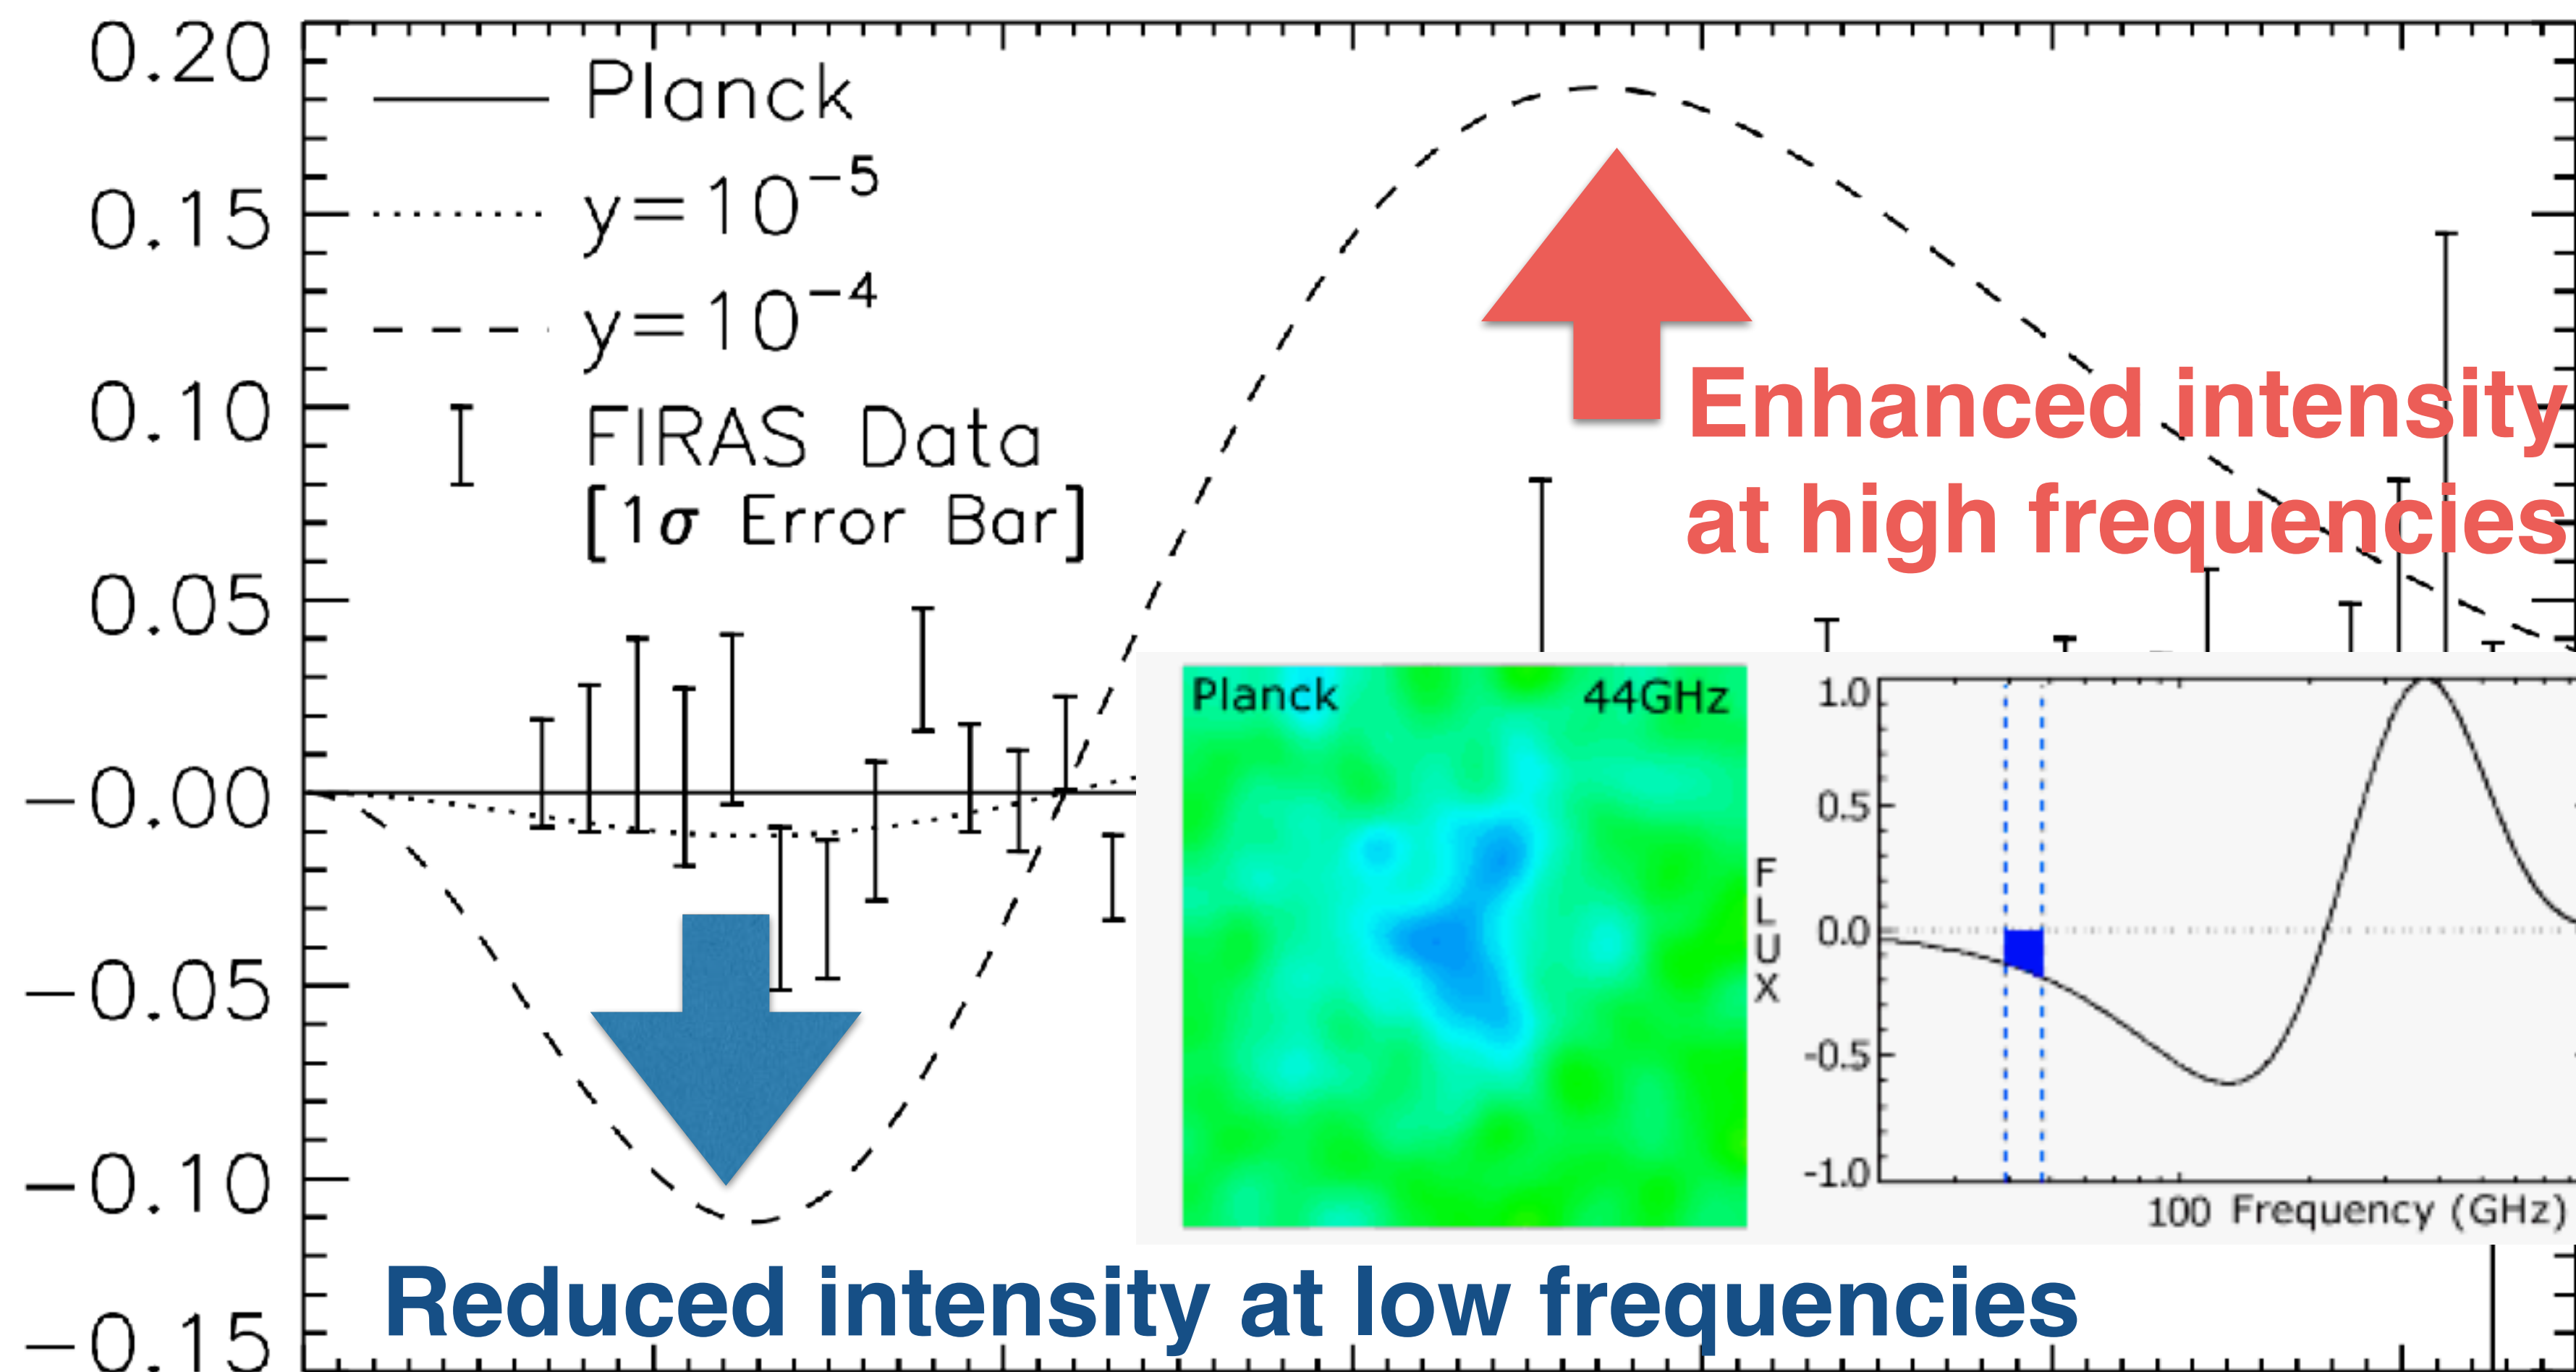 0.20
0.15
0.10
0.05
−0.00
−0.05
−0.10
−0.15
Planck
y=10⁻⁵
y=10⁻⁴
FIRAS Data
[1σ Error Bar]
Enhanced intensity
at high frequencies
Planck 44GHz
FLUX
1.0
0.5
0.0
-0.5
-1.0
100 Frequency (GHz)
Reduced intensity at low frequencies